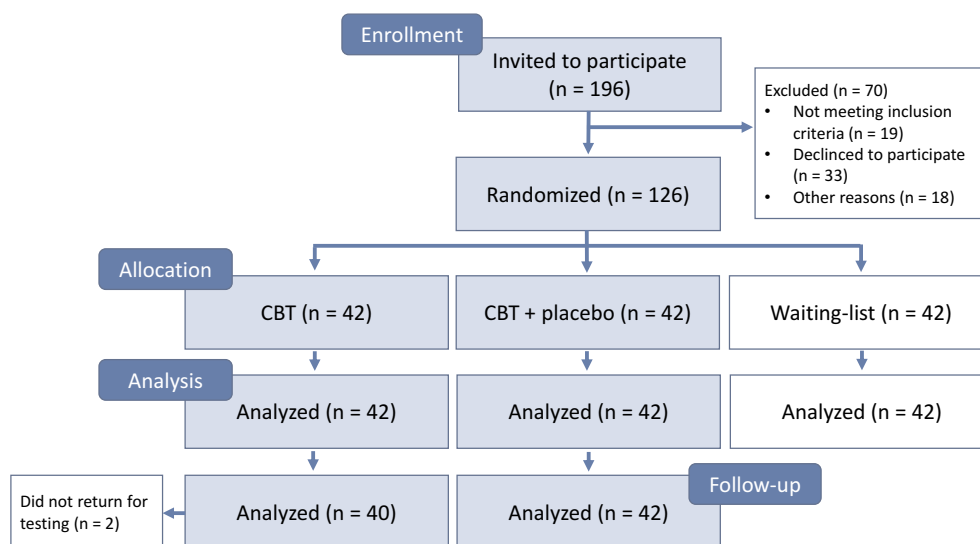 Enrollment
Invited to participate
(n = 196)
Excluded (n = 70)
• Not meeting inclusion
criteria (n = 19)
• Declinced to participate
(n = 33)
• Other reasons (n = 18)
Randomized (n = 126)
Allocation
CBT (n = 42)
CBT + placebo (n = 42)
Waiting-list (n = 42)
Analysis
Analyzed (n = 42)
Analyzed (n = 42)
Analyzed (n = 42)
Follow-up
Did not return for
testing (n = 2)
Analyzed (n = 40)
Analyzed (n = 42)